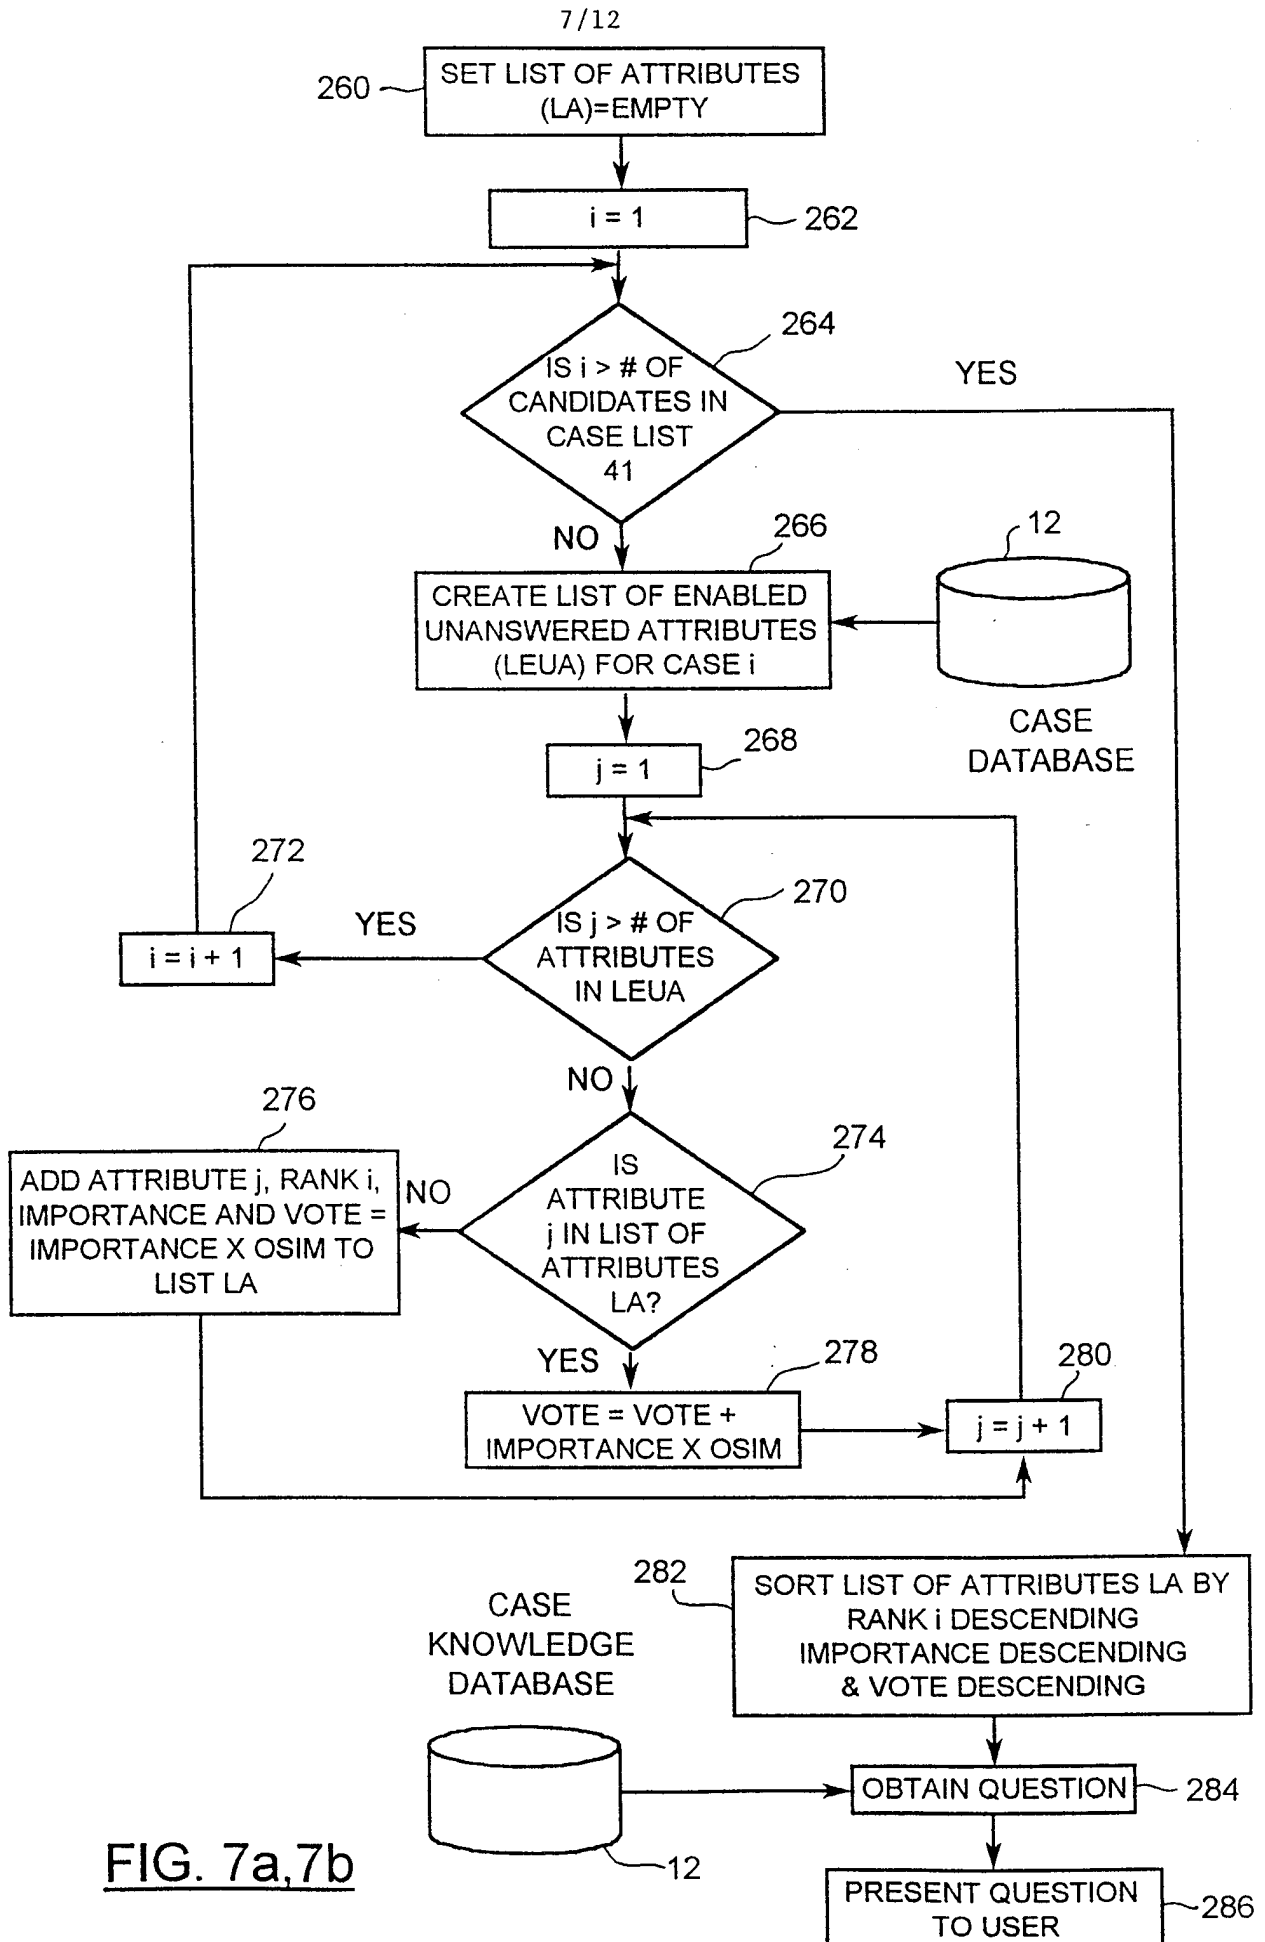 7/12
SET LIST OF ATTRIBUTES
(LA)=EMPTY
260
i = 1
262
264
IS i > # OF
CANDIDATES IN
CASE LIST
41
YES
NO
266
12
CREATE LIST OF ENABLED
UNANSWERED ATTRIBUTES
(LEUA) FOR CASE i
CASE
DATABASE
268
j = 1
272
270
YES
IS j > # OF
ATTRIBUTES
IN LEUA
i = i + 1
NO
276
274
ADD ATTRIBUTE j, RANK i,
IMPORTANCE AND VOTE =
IMPORTANCE X OSIM TO
LIST LA
NO
IS
ATTRIBUTE
j IN LIST OF
ATTRIBUTES
LA?
YES
278
280
VOTE = VOTE +
IMPORTANCE X OSIM
j = j + 1
282
SORT LIST OF ATTRIBUTES LA BY
RANK i DESCENDING
IMPORTANCE DESCENDING
& VOTE DESCENDING
CASE
KNOWLEDGE
DATABASE
OBTAIN QUESTION
284
12
FIG. 7a,7b
PRESENT QUESTION
TO USER
286